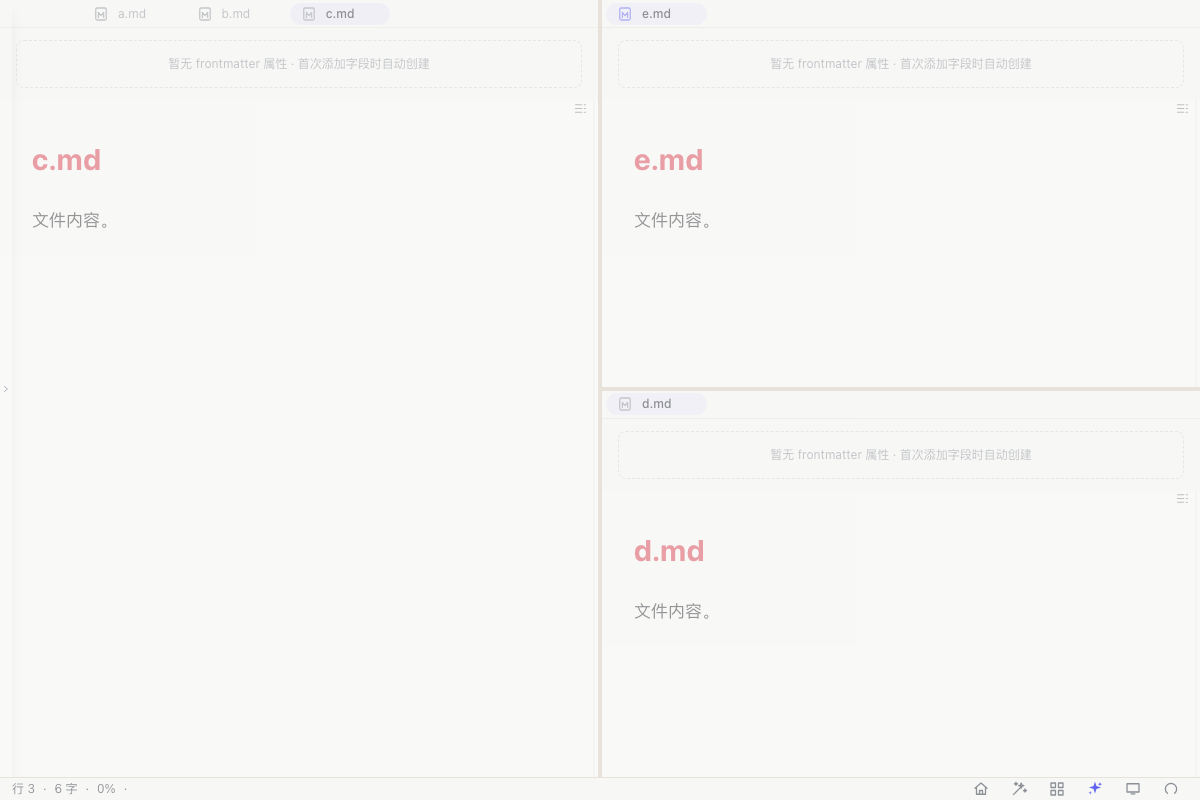 a.md
b.md
c.md
暂无 frontmatter 属性 · 首次添加字段时自动创建
c.md
文件内容。
e.md
暂无 frontmatter 属性 · 首次添加字段时自动创建
e.md
文件内容。
d.md
暂无 frontmatter 属性 · 首次添加字段时自动创建
d.md
文件内容。
行 3 · 6 字 · 0% ·